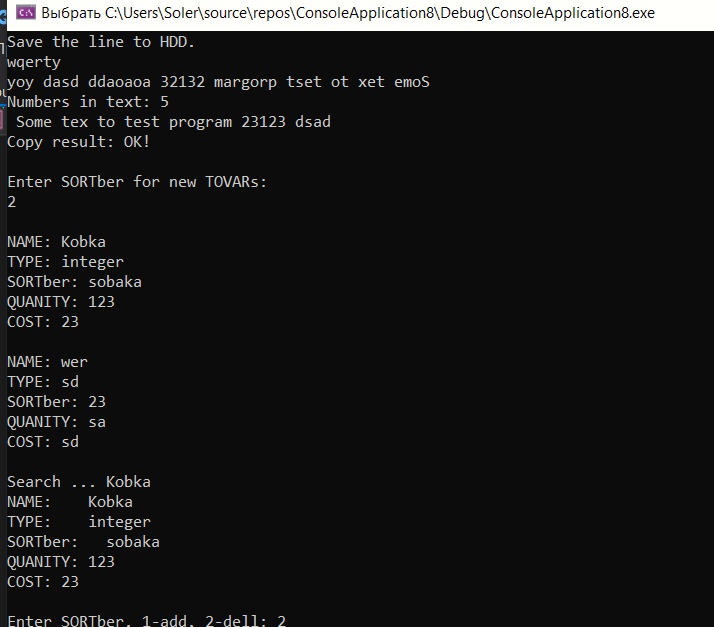 Выбрать C:\Users\Soler\source\repos\ConsoleApplication8\Debug\ConsoleApplication8.exe
Save the line to HDD.
wqerty
yoy dasd ddaoaoa 32132 margorp tset ot xet emoS
Numbers in text: 5
Some tex to test program 23123 dsad
Copy result: OK!
Enter SORTber for new TOVARs:
2
NAME: Kobka
TYPE: integer
SORTber: sobaka
QUANITY: 123
COST: 23
NAME: wer
TYPE: sd
SORTber: 23
QUANITY: sa
COST: sd
Search ... Kobka
NAME: Kobka
TYPE: integer
SORTber: sobaka
QUANITY: 123
COST: 23
Enter SORTber, 1-add, 2-dell: 2